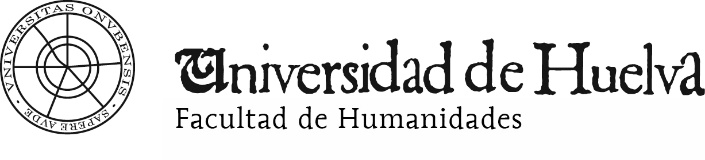 VNIVERSITAS ONVBENSIS · SAPERE AVDE ·
Universidad de Huelva
Facultad de Humanidades